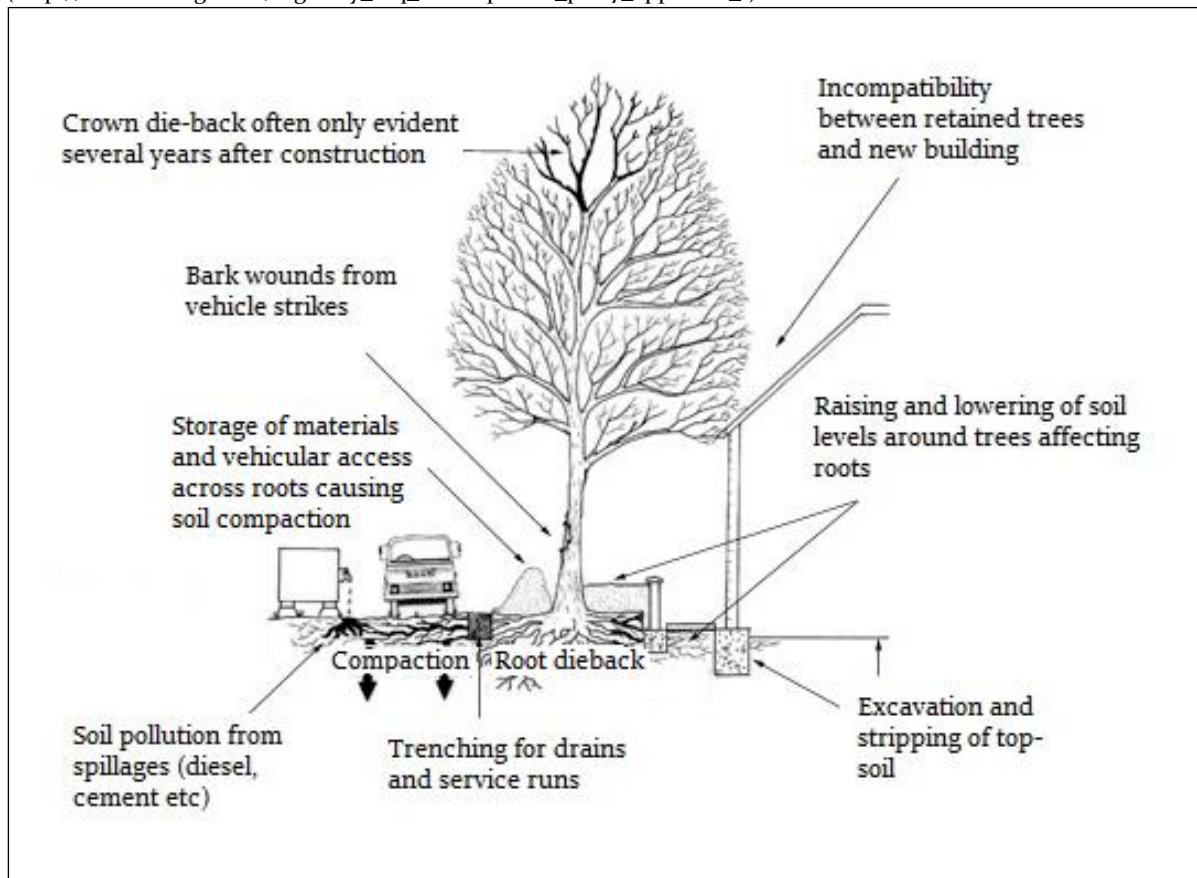 Crown die-back often only evident
several years after construction
Incompatibility
between retained trees
and new building
Bark wounds from
vehicle strikes
Storage of materials
and vehicular access
across roots causing
soil compaction
Raising and lowering of soil
levels around trees affecting
roots
Compaction
Root dieback
Soil pollution from
spillages (diesel,
cement etc)
Trenching for drains
and service runs
Excavation and
stripping of top-
soil